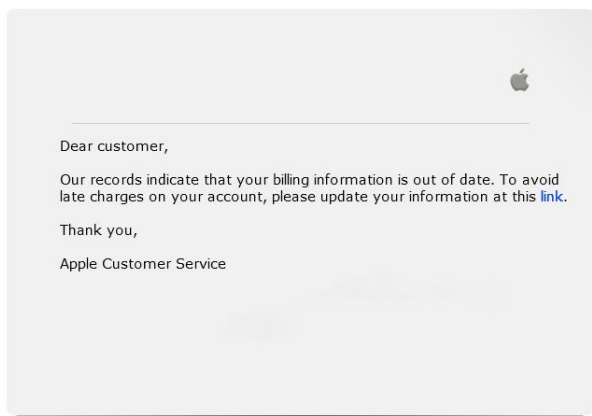 Dear customer,
Our records indicate that your billing information is out of date. To avoid
late charges on your account, please update your information at this link.
Thank you,
Apple Customer Service